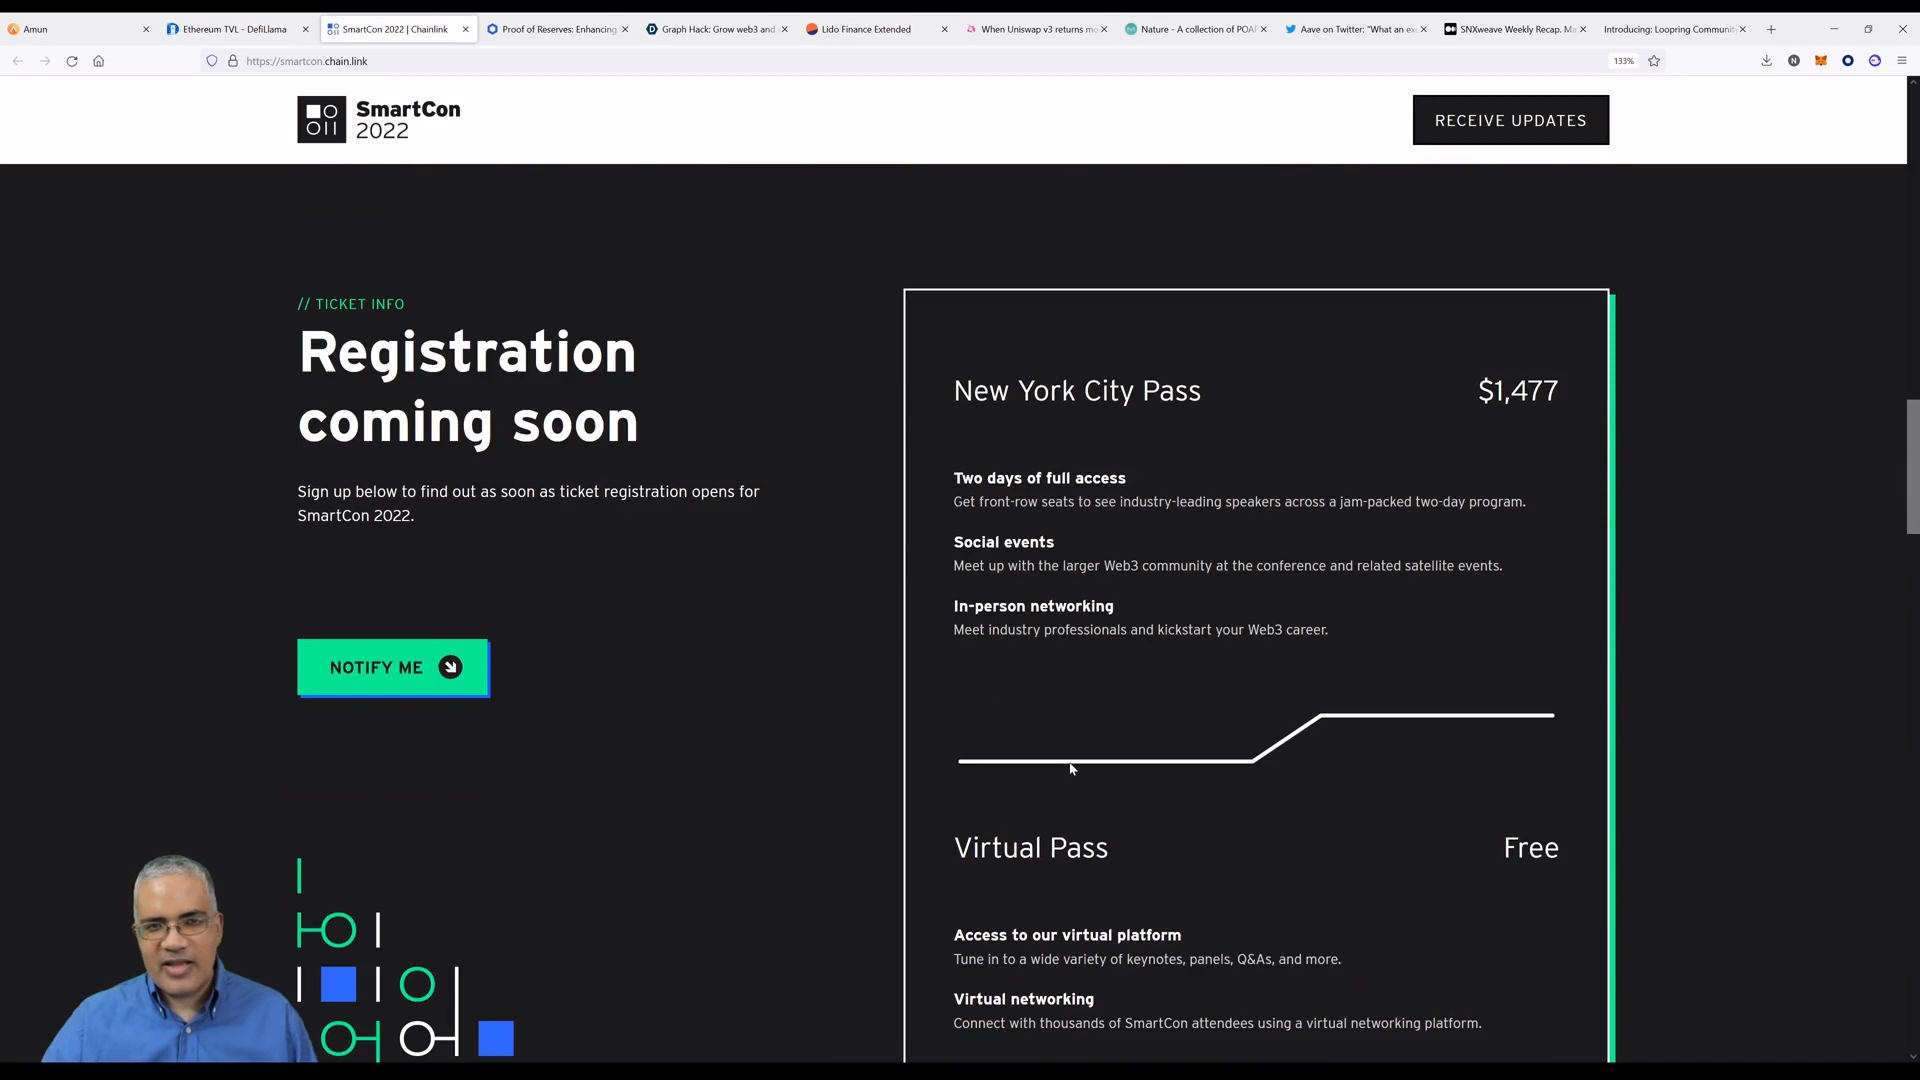 Amun
Ethereum TVL - DefiLlama
SmartCon 2022 | Chainlink
Proof of Reserves: Enhancing
Graph Hack: Grow web3 and
Lido Finance Extended
When Uniswap v3 returns mo
Nature - A collection of POAP
Aave on Twitter: "What an exc
SNXweave Weekly Recap. Ma
Introducing: Loopring Communit
https://smartcon.chain.link
133%
SmartCon
2022
RECEIVE UPDATES
// TICKET INFO
Registration
coming soon
Sign up below to find out as soon as ticket registration opens for
SmartCon 2022.
NOTIFY ME
New York City Pass
$1,477
Two days of full access
Get front-row seats to see industry-leading speakers across a jam-packed two-day program.
Social events
Meet up with the larger Web3 community at the conference and related satellite events.
In-person networking
Meet industry professionals and kickstart your Web3 career.
Virtual Pass
Free
Access to our virtual platform
Tune in to a wide variety of keynotes, panels, Q&As, and more.
Virtual networking
Connect with thousands of SmartCon attendees using a virtual networking platform.